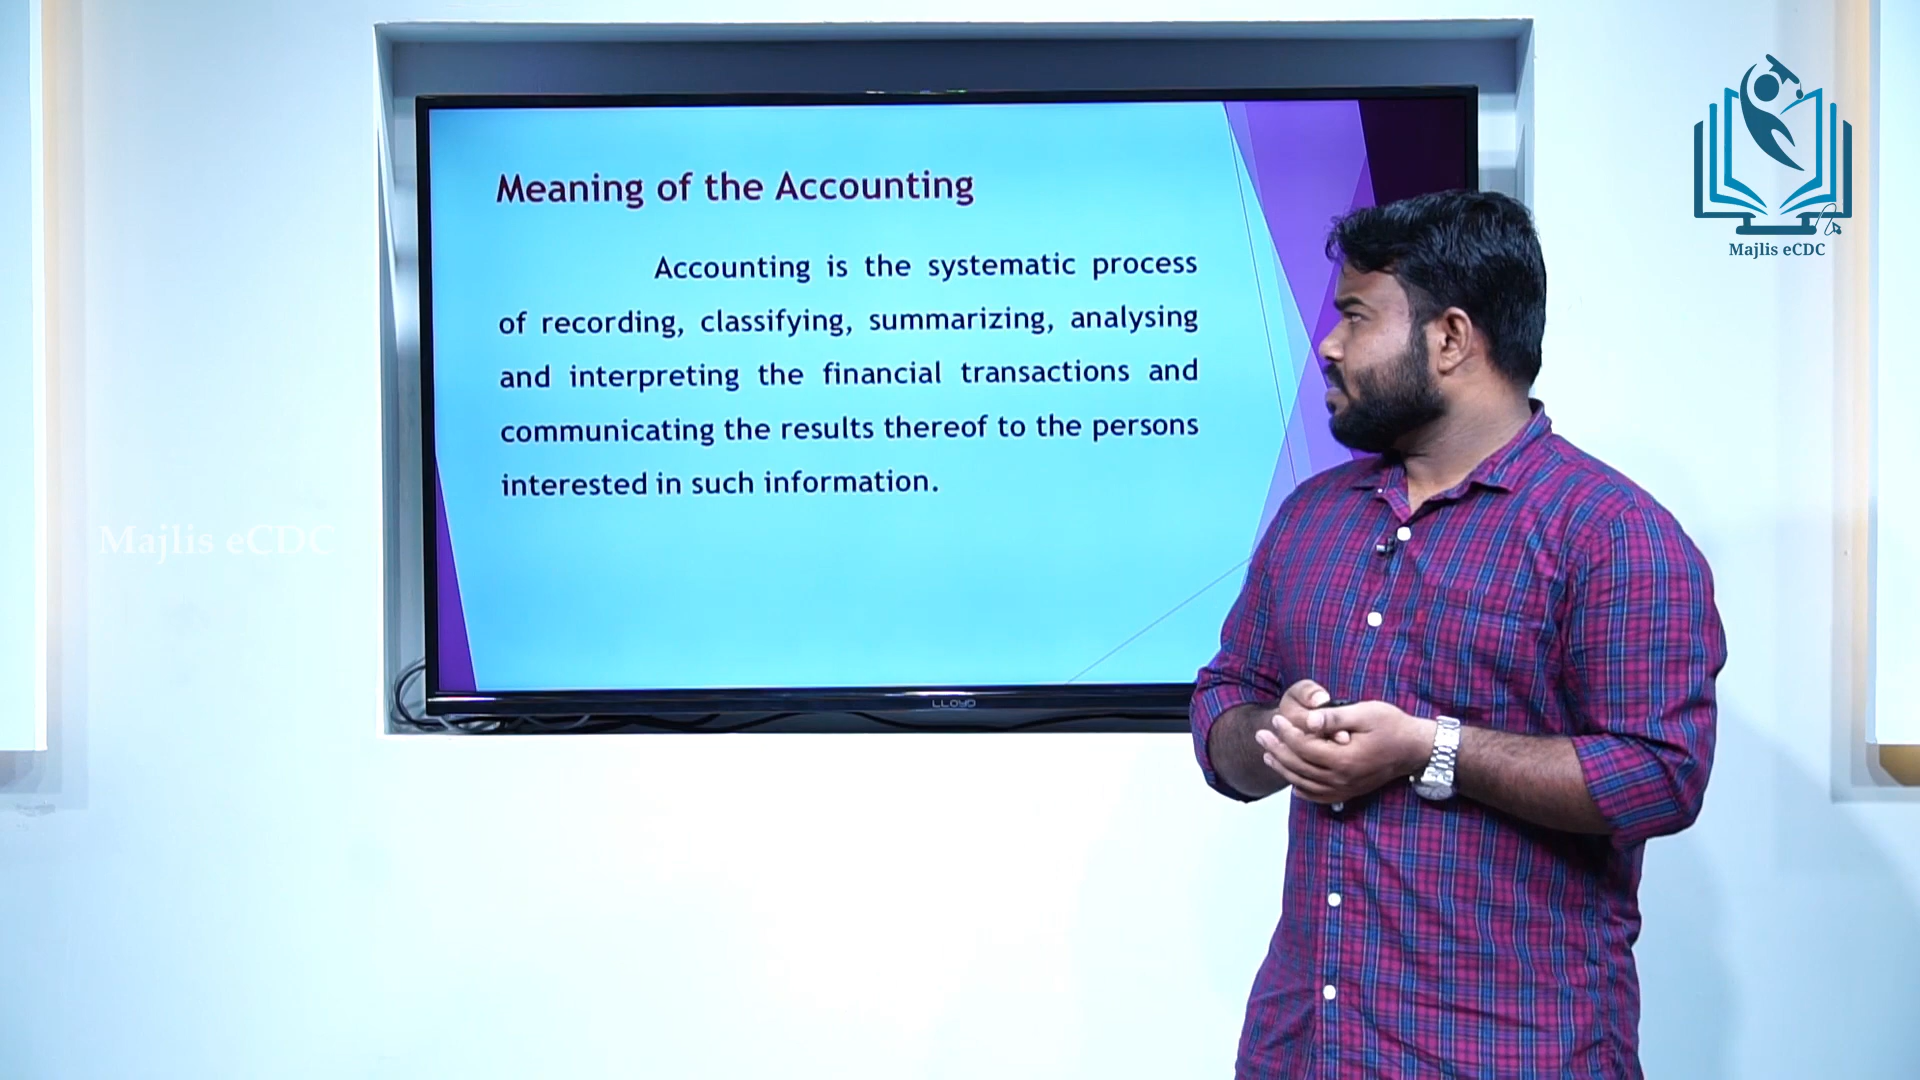 Meaning of the Accounting
Accounting is the systematic process
of recording, classifying, summarizing, analysing
and interpreting the financial transactions and
communicating the results thereof to the persons
interested in such information.
LLOYD
Majlis eCDC
Majlis eCDC